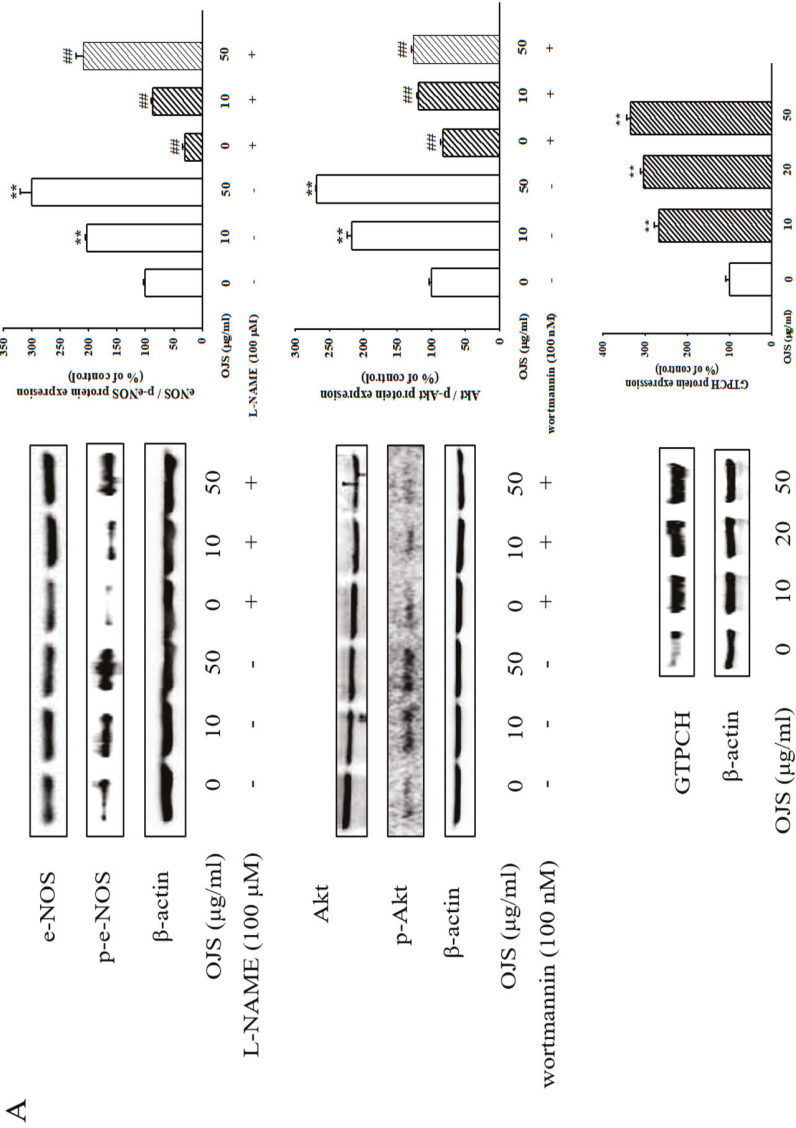 A
e-NOS
p-e-NOS
β-actin
OJS (µg/ml) 0 10 50 0 10 50
L-NAME (100 µM) - - - + + +
eNOS / p-eNOS protein expresion
(% of control)
350
300
250
200
150
100
50
0
** ** ## ## ##
OJS (µg/ml) 0 10 50 0 10 50
L-NAME (100 µM) - - - + + +
Akt
p-Akt
β-actin
OJS (µg/ml) 0 10 50 0 10 50
wortmannin (100 nM) - - - + + +
Akt / p-Akt protein expresion
(% of control)
300
250
200
150
100
50
0
** ** ## ## ##
OJS (µg/ml) 0 10 50 0 10 50
wortmannin (100 nM) - - - + + +
GTPCH
β-actin
OJS (µg/ml) 0 10 20 50
GTPCH protein expression
(% of control)
400
300
200
100
0
** ** **
OJS (µg/ml) 0 10 20 50